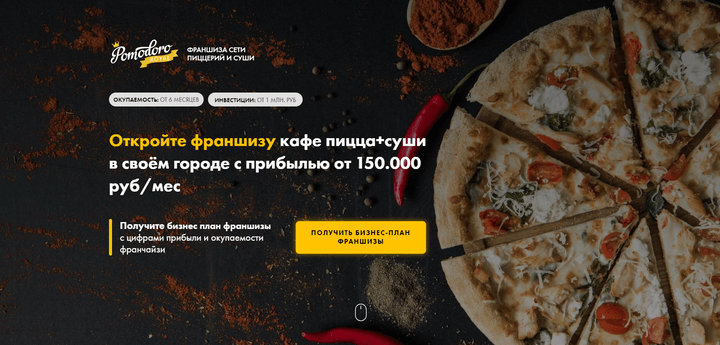 Pomodoro
ROYAL
ФРАНШИЗА СЕТИ
ПИЦЦЕРИЙ И СУШИ
ОКУПАЕМОСТЬ: ОТ 6 МЕСЯЦЕВ
ИНВЕСТИЦИИ: ОТ 1 МЛН. РУБ
Откройте франшизу кафе пицца+суши
в своём городе с прибылью от 150.000
руб/мес
Получите бизнес план франшизы
с цифрами прибыли и окупаемости
франчайзи
ПОЛУЧИТЬ БИЗНЕС-ПЛАН
ФРАНШИЗЫ